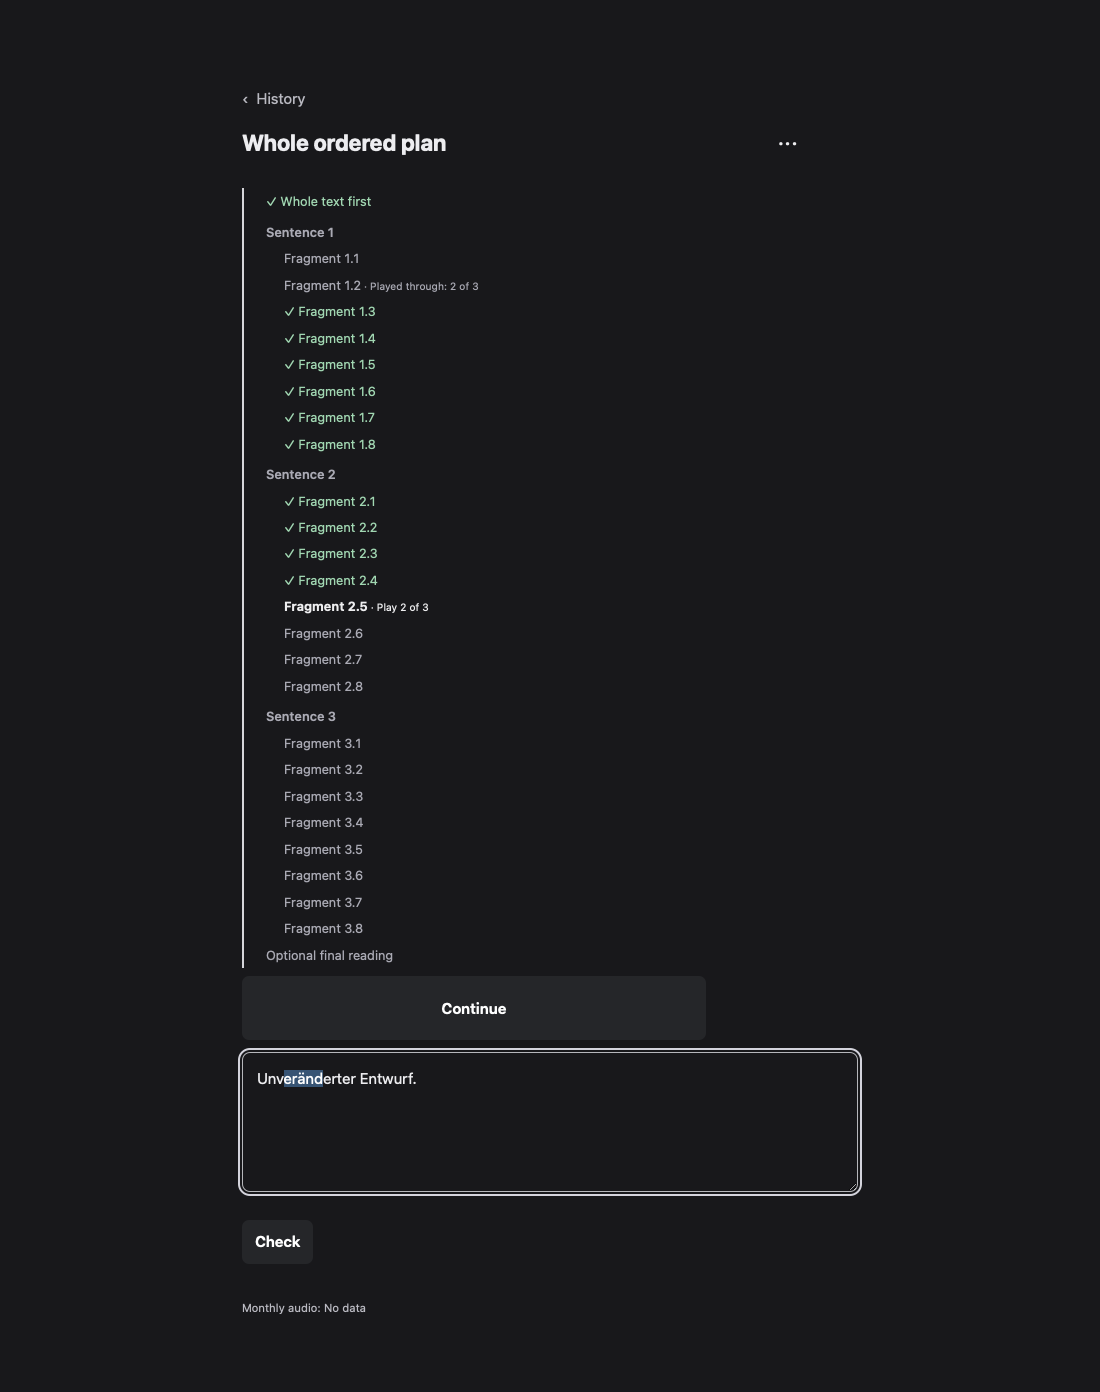 ‹ History
Whole ordered plan
✓ Whole text first
Sentence 1
Fragment 1.1
Fragment 1.2 · Played through: 2 of 3
✓ Fragment 1.3
✓ Fragment 1.4
✓ Fragment 1.5
✓ Fragment 1.6
✓ Fragment 1.7
✓ Fragment 1.8
Sentence 2
✓ Fragment 2.1
✓ Fragment 2.2
✓ Fragment 2.3
✓ Fragment 2.4
Fragment 2.5 · Play 2 of 3
Fragment 2.6
Fragment 2.7
Fragment 2.8
Sentence 3
Fragment 3.1
Fragment 3.2
Fragment 3.3
Fragment 3.4
Fragment 3.5
Fragment 3.6
Fragment 3.7
Fragment 3.8
Optional final reading
Continue
Unveränderter Entwurf.
Check
Monthly audio: No data